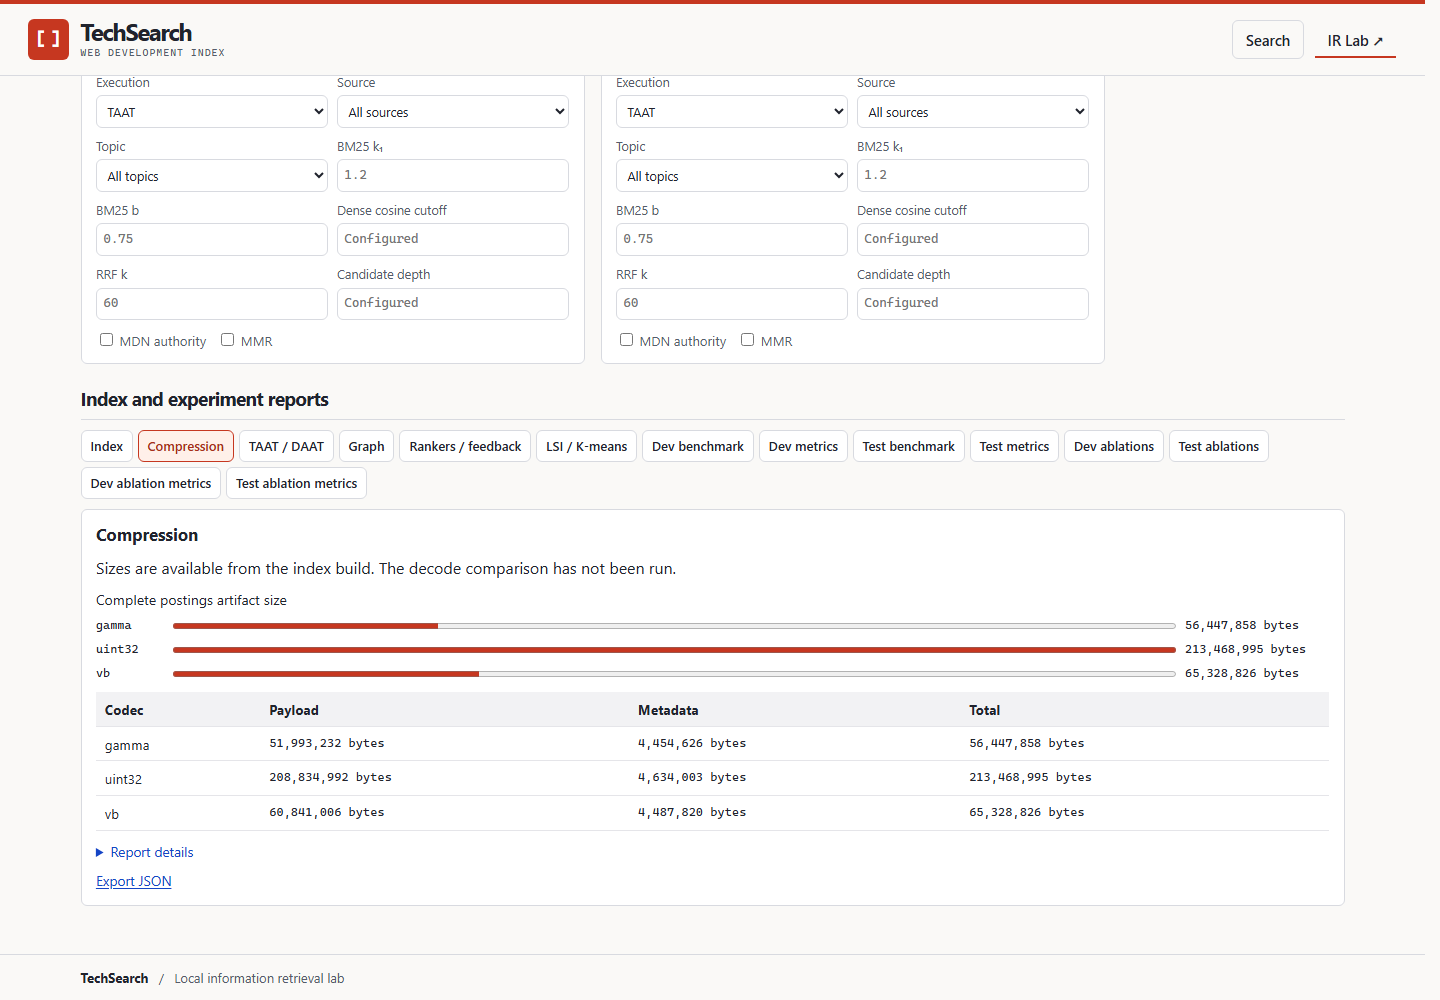 [ ] TechSearch
WEB DEVELOPMENT INDEX
Search IR Lab ↗
Execution Source Execution Source
TAAT All sources TAAT All sources
Topic BM25 k₁ Topic BM25 k₁
All topics 1.2 All topics 1.2
BM25 b Dense cosine cutoff BM25 b Dense cosine cutoff
0.75 Configured 0.75 Configured
RRF k Candidate depth RRF k Candidate depth
60 Configured 60 Configured
MDN authority MMR MDN authority MMR
Index and experiment reports
Index Compression TAAT / DAAT Graph Rankers / feedback LSI / K-means Dev benchmark Dev metrics Test benchmark Test metrics Dev ablations Test ablations
Dev ablation metrics Test ablation metrics
Compression
Sizes are available from the index build. The decode comparison has not been run.
Complete postings artifact size
gamma 56,447,858 bytes
uint32 213,468,995 bytes
vb 65,328,826 bytes
Codec Payload Metadata Total
gamma 51,993,232 bytes 4,454,626 bytes 56,447,858 bytes
uint32 208,834,992 bytes 4,634,003 bytes 213,468,995 bytes
vb 60,841,006 bytes 4,487,820 bytes 65,328,826 bytes
▶ Report details
Export JSON
TechSearch / Local information retrieval lab